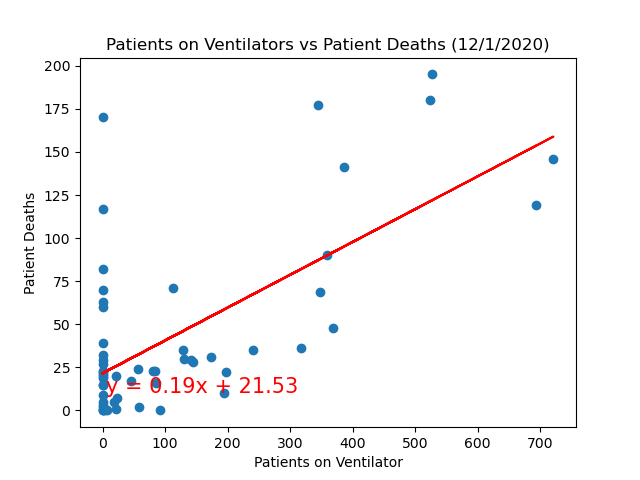 Patients on Ventilators vs Patient Deaths (12/1/2020)
200
175
150
125
100
75
50
25
0
Patient Deaths
y = 0.19x + 21.53
0 100 200 300 400 500 600 700
Patients on Ventilator